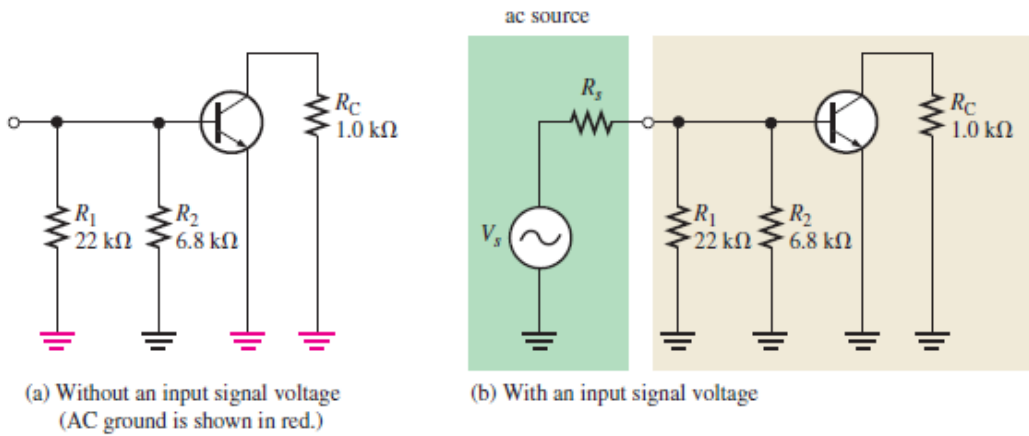 ac source
R_s
R_C
1.0 kΩ
R_C
1.0 kΩ
R_1
22 kΩ
R_2
6.8 kΩ
V_s
R_1
22 kΩ
R_2
6.8 kΩ
(a) Without an input signal voltage
(AC ground is shown in red.)
(b) With an input signal voltage